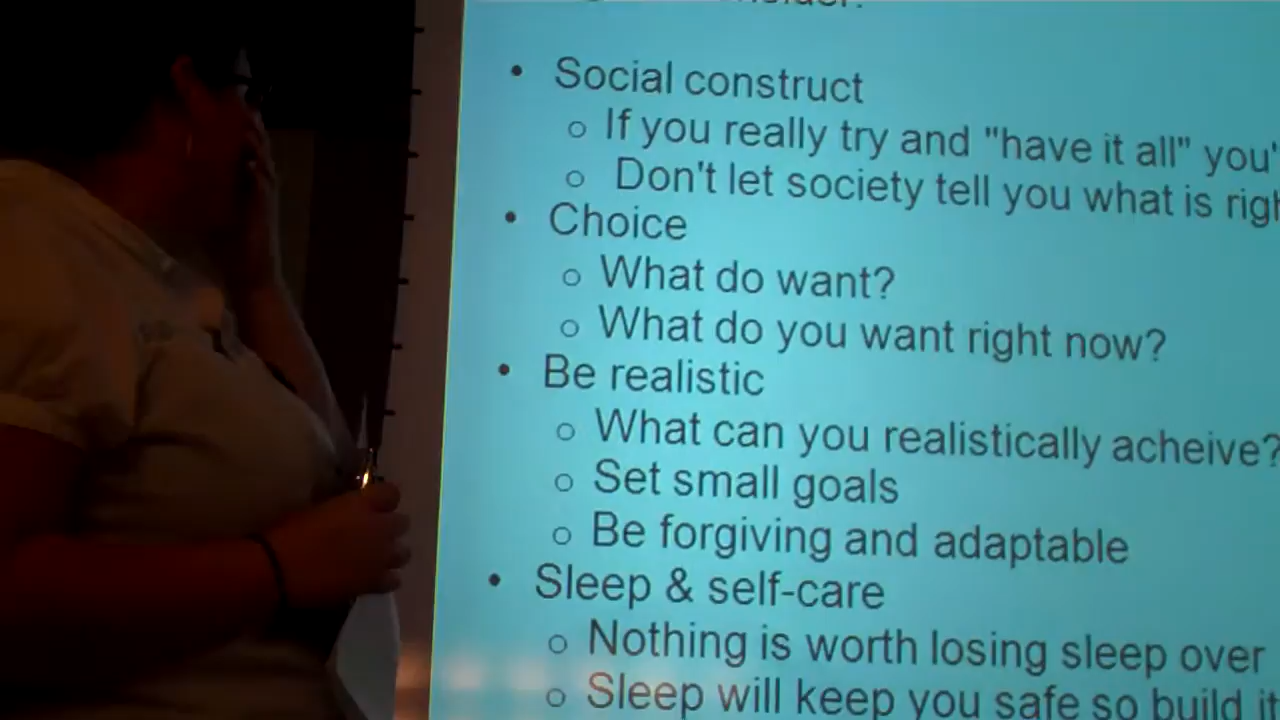 • Social construct
o If you really try and "have it all" you'
o Don't let society tell you what is
• Choice
o What do want?
o What do you want right now?
• Be realistic
o What can you realistically acheive?
o Set small goals
o Be forgiving and adaptable
• Sleep & self-care
o Nothing is worth losing sleep over
o Sleep will keep you safe so build it